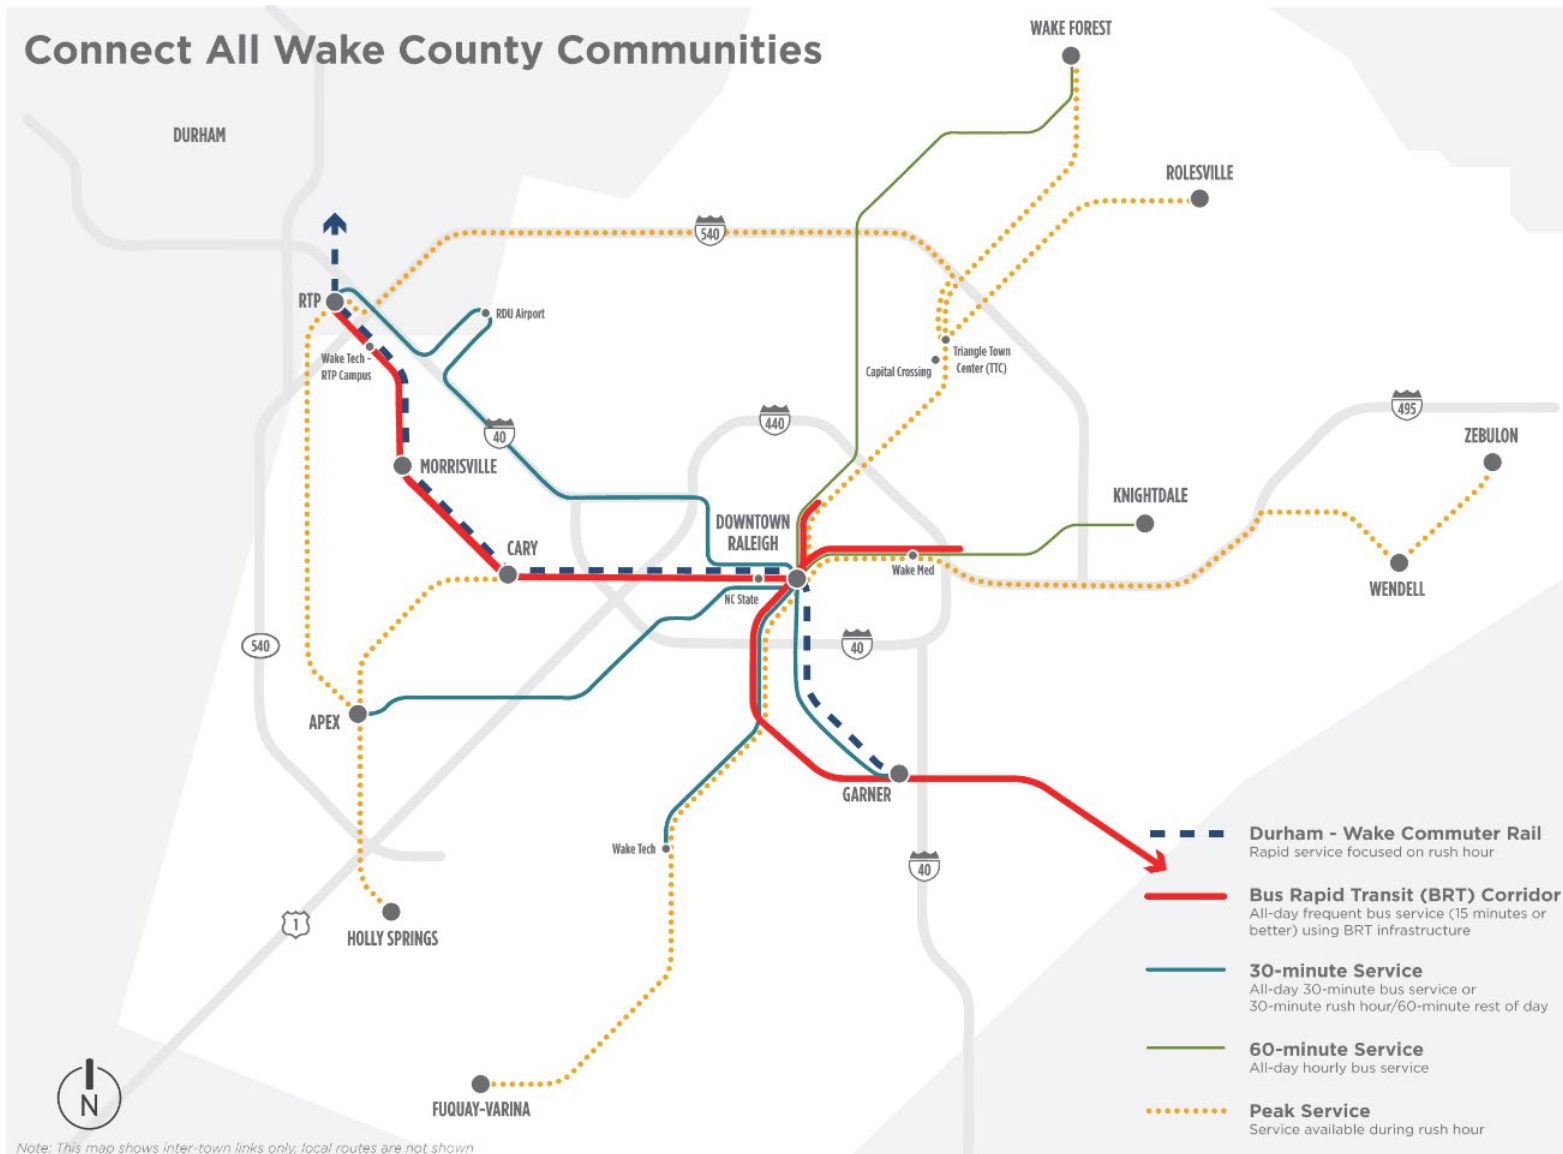 Connect All Wake County Communities
WAKE FOREST
DURHAM
ROLESVILLE
540
RTP
RDU Airport
Wake Tech -
RTP Campus
Triangle Town
Center (TTC)
Capital Crossing
440
495
40
ZEBULON
MORRISVILLE
KNIGHTDALE
DOWNTOWN
RALEIGH
CARY
Wake Med
NC State
WENDELL
540
40
APEX
GARNER
Wake Tech
40
1
HOLLY SPRINGS
FUQUAY-VARINA
Durham - Wake Commuter Rail
Rapid service focused on rush hour
Bus Rapid Transit (BRT) Corridor
All-day frequent bus service (15 minutes or
better) using BRT infrastructure
30-minute Service
All-day 30-minute bus service or
30-minute rush hour/60-minute rest of day
60-minute Service
All-day hourly bus service
Peak Service
Service available during rush hour
N
Note: This map shows inter-town links only, local routes are not shown